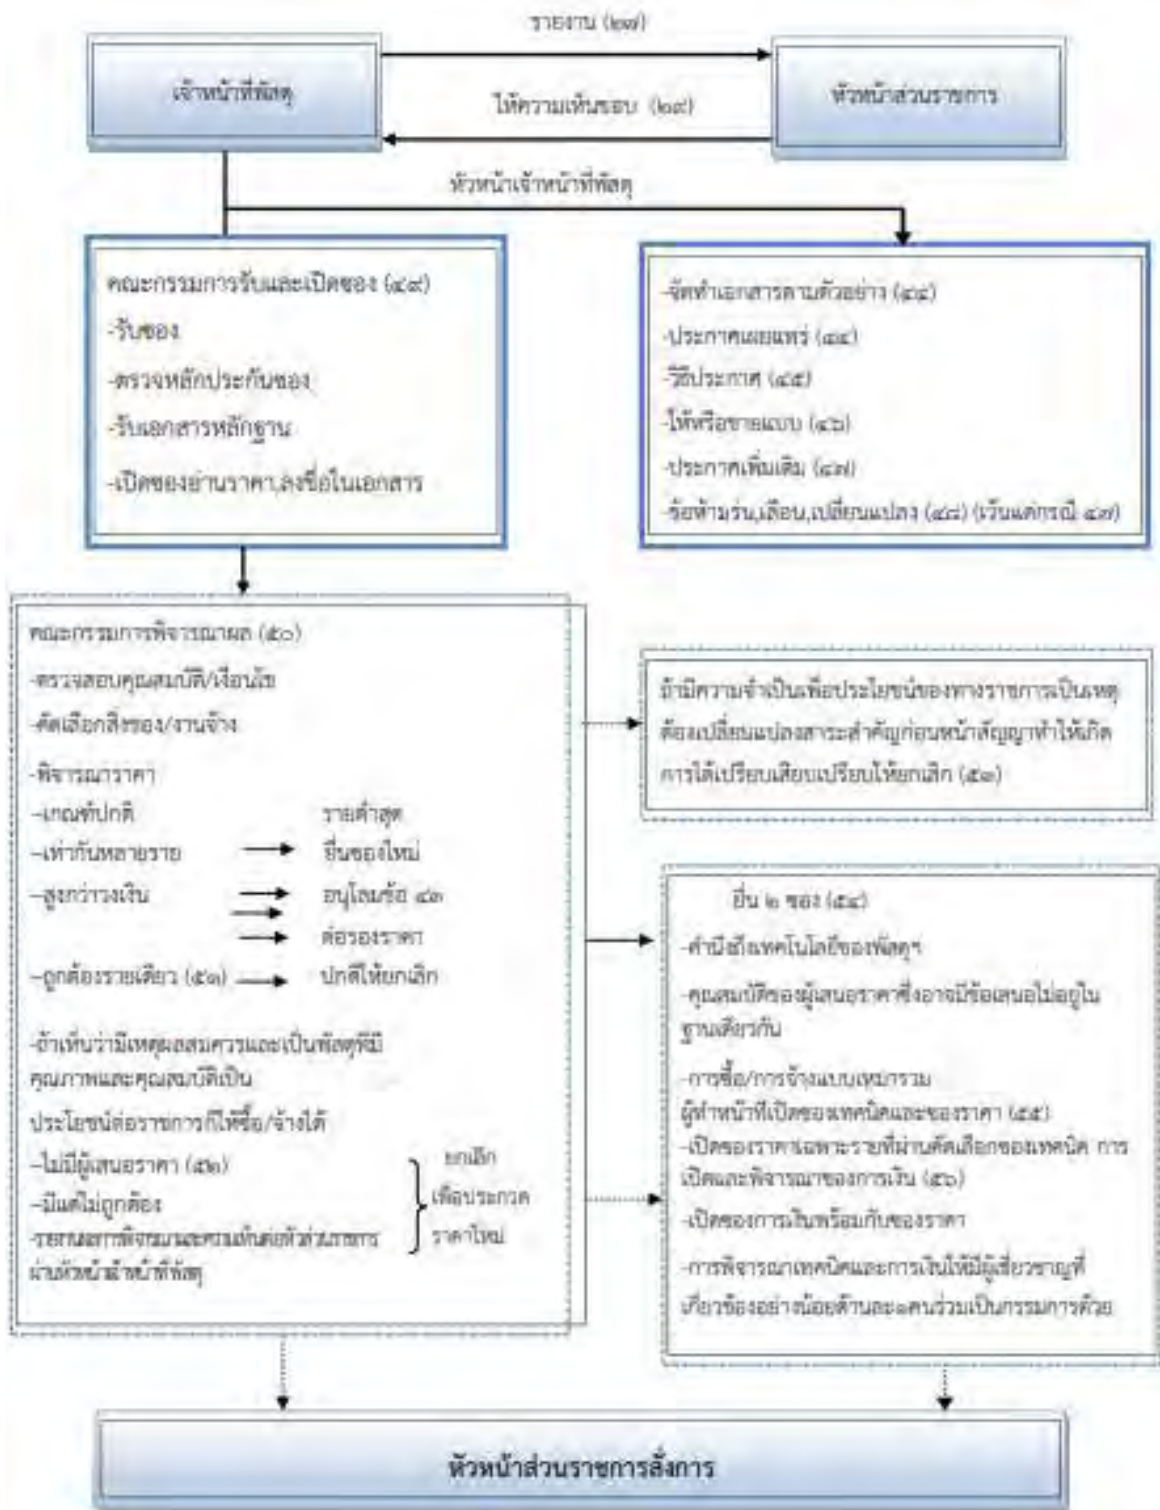 รายงาน (๒๗)
เจ้าหน้าที่พัสดุ
หัวหน้าส่วนราชการ
ให้ความเห็นชอบ (๒๙)
หัวหน้าเจ้าหน้าที่พัสดุ
คณะกรรมการรับและเปิดซอง (๔๙)
-รับซอง
-ตรวจหลักประกันซอง
-รับเอกสารหลักฐาน
-เปิดซองอ่านราคา,ลงชื่อในเอกสาร
-จัดทำเอกสารตามตัวอย่าง (๔๔)
-ประกาศเผยแพร่ (๔๔)
-วิธีประกาศ (๔๕)
-ให้หรือขายแบบ (๔๖)
-ประกาศเพิ่มเติม (๔๗)
-ข้อห้ามร่น,เลื่อน,เปลี่ยนแปลง (๔๘) (เว้นแต่กรณี ๔๗)
คณะกรรมการพิจารณาผล (๕๐)
-ตรวจสอบคุณสมบัติ/เงื่อนไข
-คัดเลือกสิ่งของ/งานจ้าง
-พิจารณาราคา
–เกณฑ์ปกติ รายต่ำสุด
–เท่ากันหลายราย ยื่นซองใหม่
–สูงกว่าวงเงิน อนุโลมข้อ ๔๓
ต่อรองราคา
–ถูกต้องรายเดียว (๕๑) ปกติให้ยกเลิก
-ถ้าเห็นว่ามีเหตุผลสมควรและเป็นพัสดุที่มี
คุณภาพและคุณสมบัติเป็น
ประโยชน์ต่อราชการก็ให้ซื้อ/จ้างได้
–ไม่มีผู้เสนอราคา (๕๒)
–มีแต่ไม่ถูกต้อง
–รายงานผลการพิจารณาและความเห็นต่อหัวส่วนราชการ
ผ่านหัวหน้าเจ้าหน้าที่พัสดุ
ยกเลิก
เพื่อประกวด
ราคาใหม่
ถ้ามีความจำเป็นเพื่อประโยชน์ของทางราชการเป็นเหตุ
ต้องเปลี่ยนแปลงสาระสำคัญก่อนหน้าสัญญาทำให้เกิด
การได้เปรียบเสียบเปรียบให้ยกเลิก (๕๓)
ยื่น ๒ ซอง (๕๔)
-คำนึงถึงเทคโนโลยีของพัสดุฯ
-คุณสมบัติของผู้เสนอราคาซึ่งอาจมีข้อเสนอไม่อยู่ใน
ฐานเดียวกัน
-การซื้อ/การจ้างแบบเหมารวม
ผู้ทำหน้าที่เปิดซองเทคนิคและซองราคา (๕๕)
-เปิดซองราคาเฉพาะรายที่ผ่านคัดเลือกซองเทคนิค การ
เปิดและพิจารณาซองการเงิน (๕๖)
-เปิดซองการเงินพร้อมกับซองราคา
-การพิจารณาเทคนิคและการเงินให้มีผู้เชี่ยวชาญที่
เกี่ยวข้องอย่างน้อยด้านละ๑คนร่วมเป็นกรรมการด้วย
หัวหน้าส่วนราชการสั่งการ